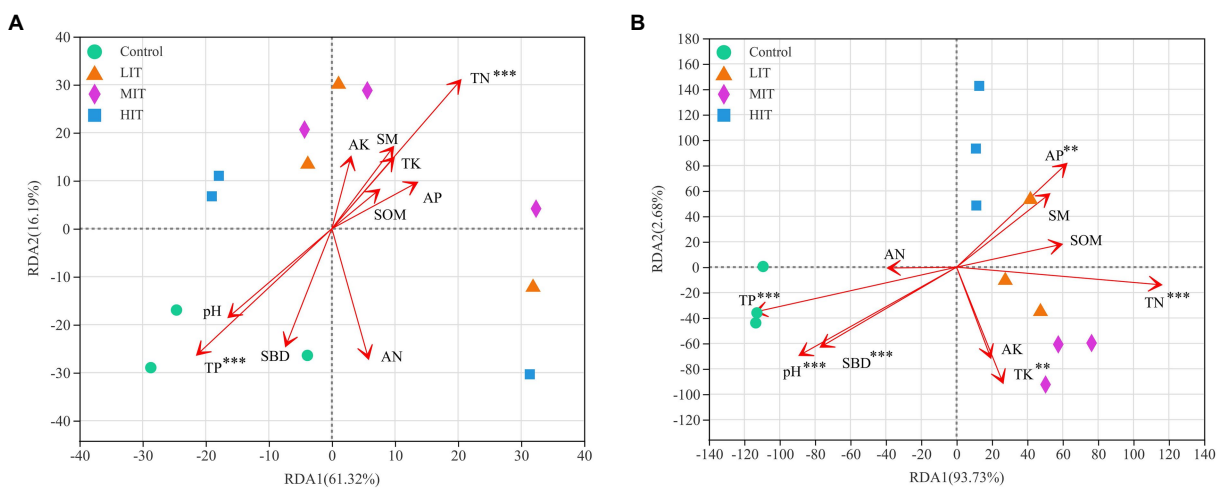 A
40
30
20
10
0
-10
-20
-30
-40
RDA2(16.19%)
Control
LIT
MIT
HIT
TN***
AK
SM
TK
AP
SOM
pH
TP***
SBD
AN
-40
-30
-20
-10
0
10
20
30
40
RDA1(61.32%)
B
180
160
140
120
100
80
60
40
20
0
-20
-40
-60
-80
-100
-120
RDA2(2.68%)
Control
LIT
MIT
HIT
AP**
SM
SOM
AN
TP***
TN***
pH***
SBD***
AK
TK**
-140
-120
-100
-80
-60
-40
-20
0
20
40
60
80
100
120
140
RDA1(93.73%)